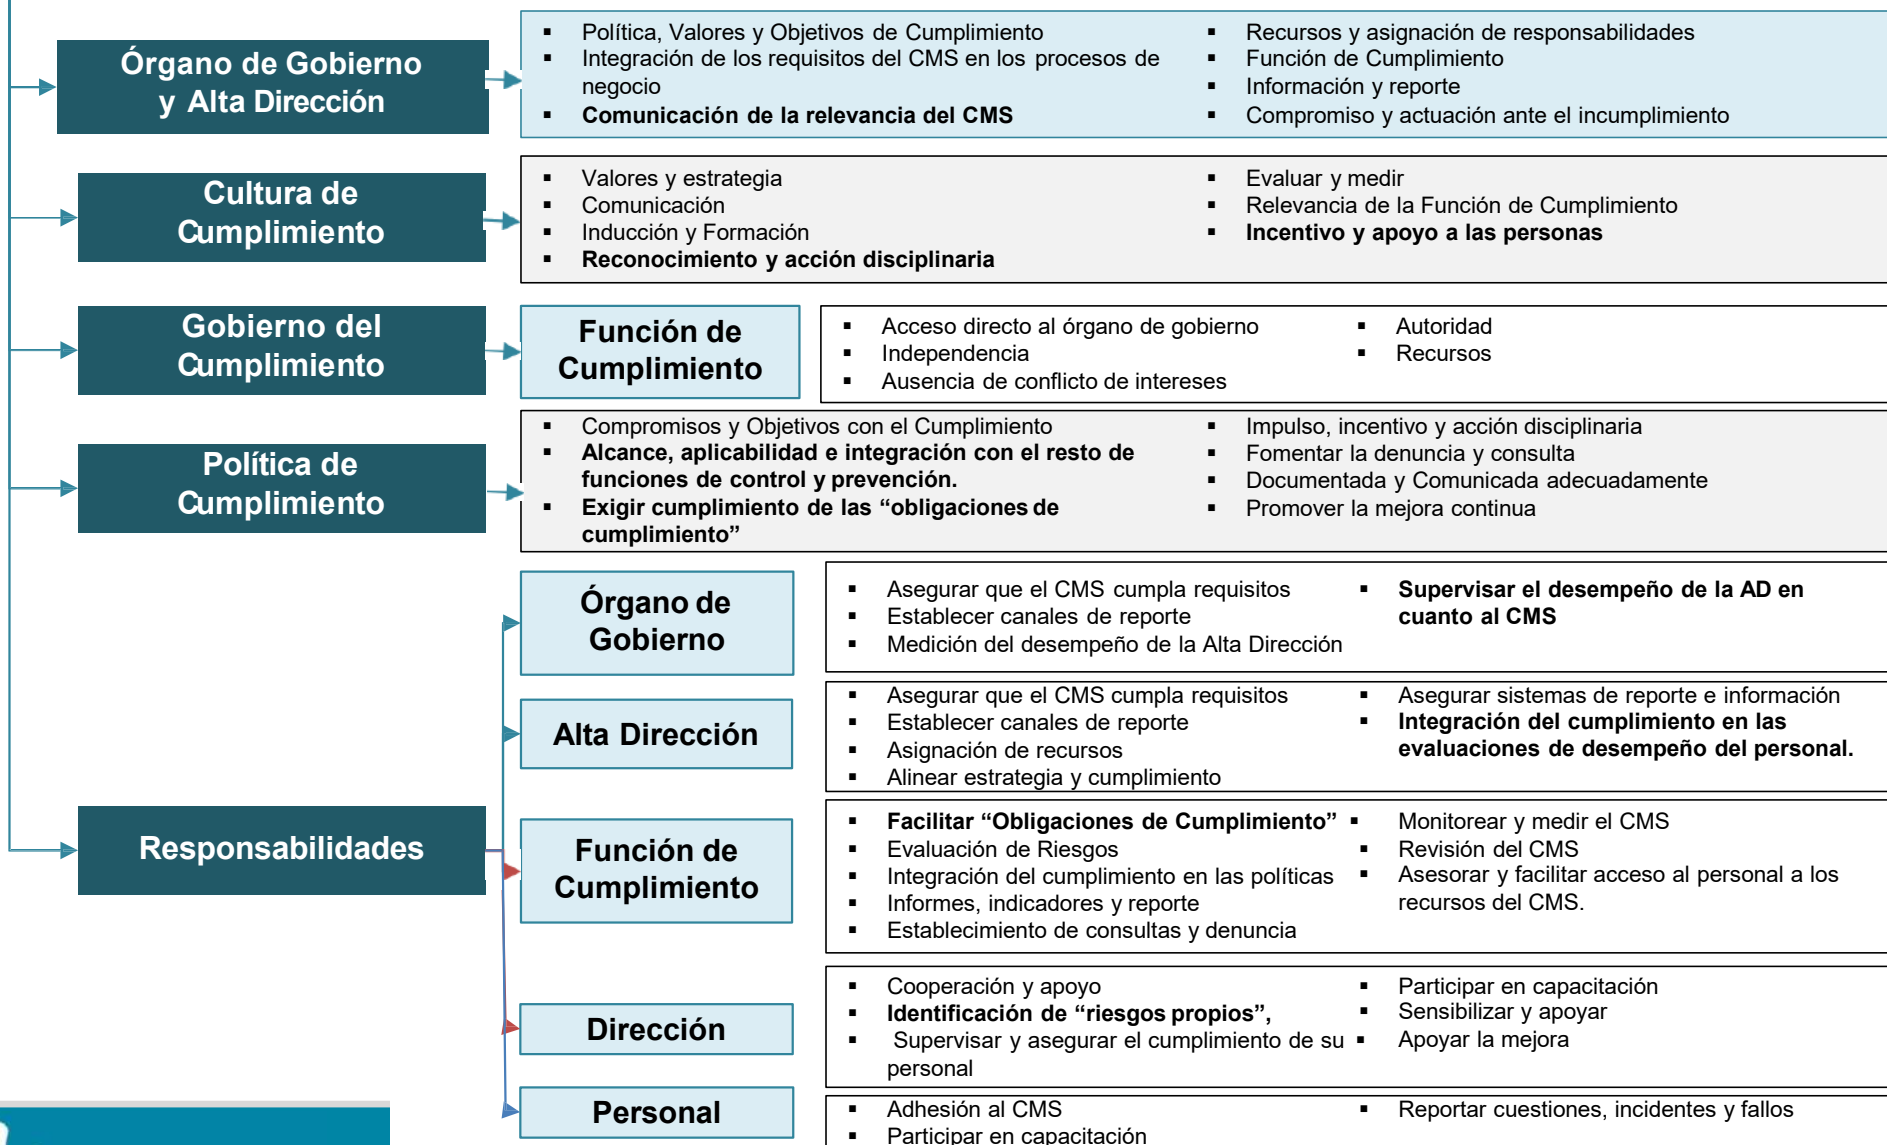 Órgano de Gobierno
y Alta Dirección
▪ Política, Valores y Objetivos de Cumplimiento
▪ Integración de los requisitos del CMS en los procesos de
negocio
▪ Comunicación de la relevancia del CMS
▪ Recursos y asignación de responsabilidades
▪ Función de Cumplimiento
▪ Información y reporte
▪ Compromiso y actuación ante el incumplimiento
Cultura de
Cumplimiento
▪ Valores y estrategia
▪ Comunicación
▪ Inducción y Formación
▪ Reconocimiento y acción disciplinaria
▪ Evaluar y medir
▪ Relevancia de la Función de Cumplimiento
▪ Incentivo y apoyo a las personas
Gobierno del
Cumplimiento
Función de
Cumplimiento
▪ Acceso directo al órgano de gobierno
▪ Independencia
▪ Ausencia de conflicto de intereses
▪ Autoridad
▪ Recursos
Política de
Cumplimiento
▪ Compromisos y Objetivos con el Cumplimiento
▪ Alcance, aplicabilidad e integración con el resto de
funciones de control y prevención.
▪ Exigir cumplimiento de las “obligaciones de
cumplimiento”
▪ Impulso, incentivo y acción disciplinaria
▪ Fomentar la denuncia y consulta
▪ Documentada y Comunicada adecuadamente
▪ Promover la mejora continua
Responsabilidades
Órgano de
Gobierno
▪ Asegurar que el CMS cumpla requisitos
▪ Establecer canales de reporte
▪ Medición del desempeño de la Alta Dirección
▪ Supervisar el desempeño de la AD en
cuanto al CMS
Alta Dirección
▪ Asegurar que el CMS cumpla requisitos
▪ Establecer canales de reporte
▪ Asignación de recursos
▪ Alinear estrategia y cumplimiento
▪ Asegurar sistemas de reporte e información
▪ Integración del cumplimiento en las
evaluaciones de desempeño del personal.
Función de
Cumplimiento
▪ Facilitar “Obligaciones de Cumplimiento”
▪ Evaluación de Riesgos
▪ Integración del cumplimiento en las políticas
▪ Informes, indicadores y reporte
▪ Establecimiento de consultas y denuncia
▪ Monitorear y medir el CMS
▪ Revisión del CMS
▪ Asesorar y facilitar acceso al personal a los
recursos del CMS.
Dirección
▪ Cooperación y apoyo
▪ Identificación de “riesgos propios”,
▪ Supervisar y asegurar el cumplimiento de su
personal
▪ Participar en capacitación
▪ Sensibilizar y apoyar
▪ Apoyar la mejora
Personal
▪ Adhesión al CMS
▪ Participar en capacitación
▪ Reportar cuestiones, incidentes y fallos